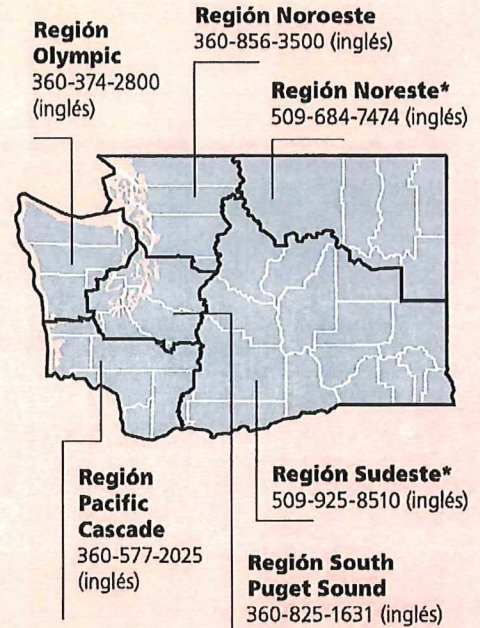 Región
Olympic
360-374-2800
(inglés)
Región Noroeste
360-856-3500 (inglés)
Región Noreste*
509-684-7474 (inglés)
Región
Pacific
Cascade
360-577-2025
(inglés)
Región Sudeste*
509-925-8510 (inglés)
Región South
Puget Sound
360-825-1631 (inglés)